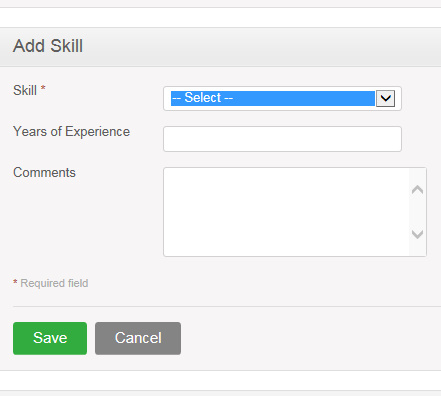 Add Skill
Skill *
-- Select --
Years of Experience
Comments
* Required field
Save Cancel